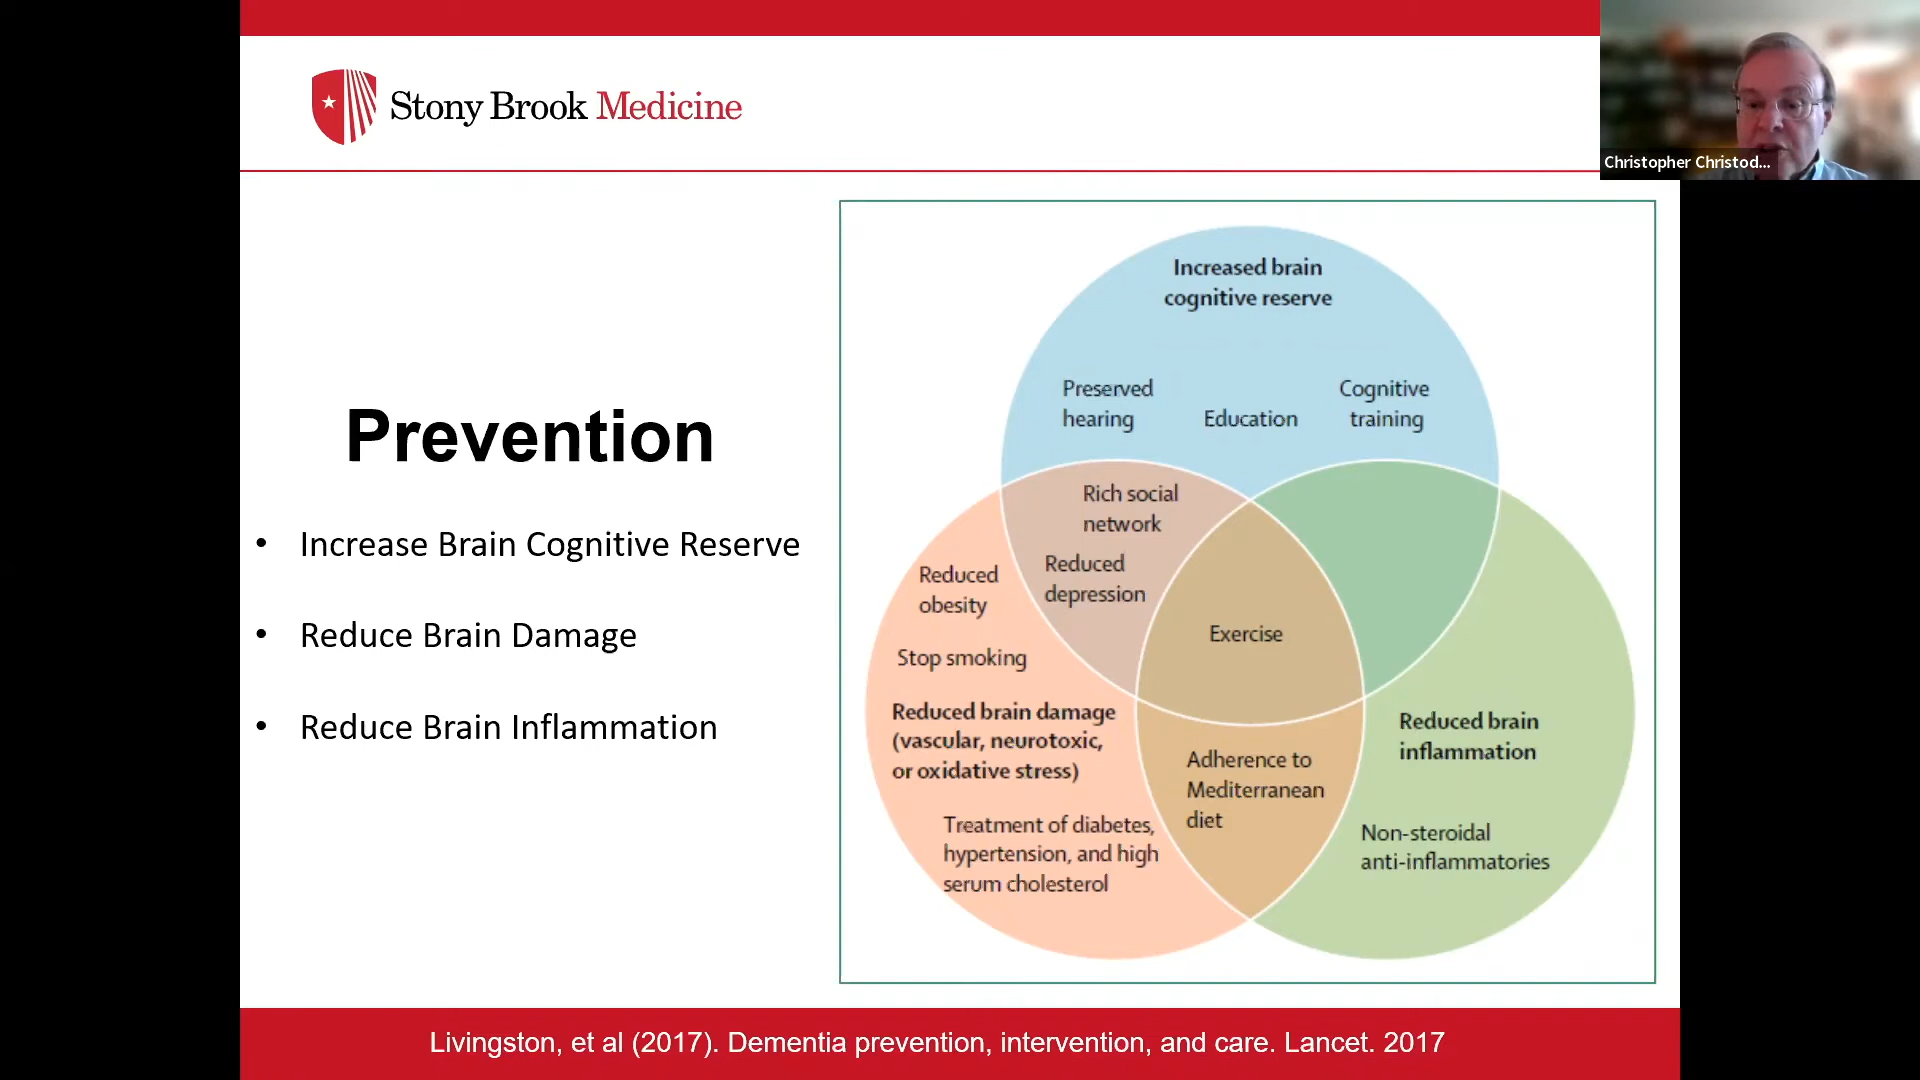 Stony Brook Medicine
Christopher Christod...
Prevention
• Increase Brain Cognitive Reserve
• Reduce Brain Damage
• Reduce Brain Inflammation
Increased brain
cognitive reserve
Preserved
hearing
Education
Cognitive
training
Rich social
network
Reduced
depression
Reduced
obesity
Stop smoking
Exercise
Reduced brain damage
(vascular, neurotoxic,
or oxidative stress)
Treatment of diabetes,
hypertension, and high
serum cholesterol
Adherence to
Mediterranean
diet
Reduced brain
inflammation
Non-steroidal
anti-inflammatories
Livingston, et al (2017). Dementia prevention, intervention, and care. Lancet. 2017